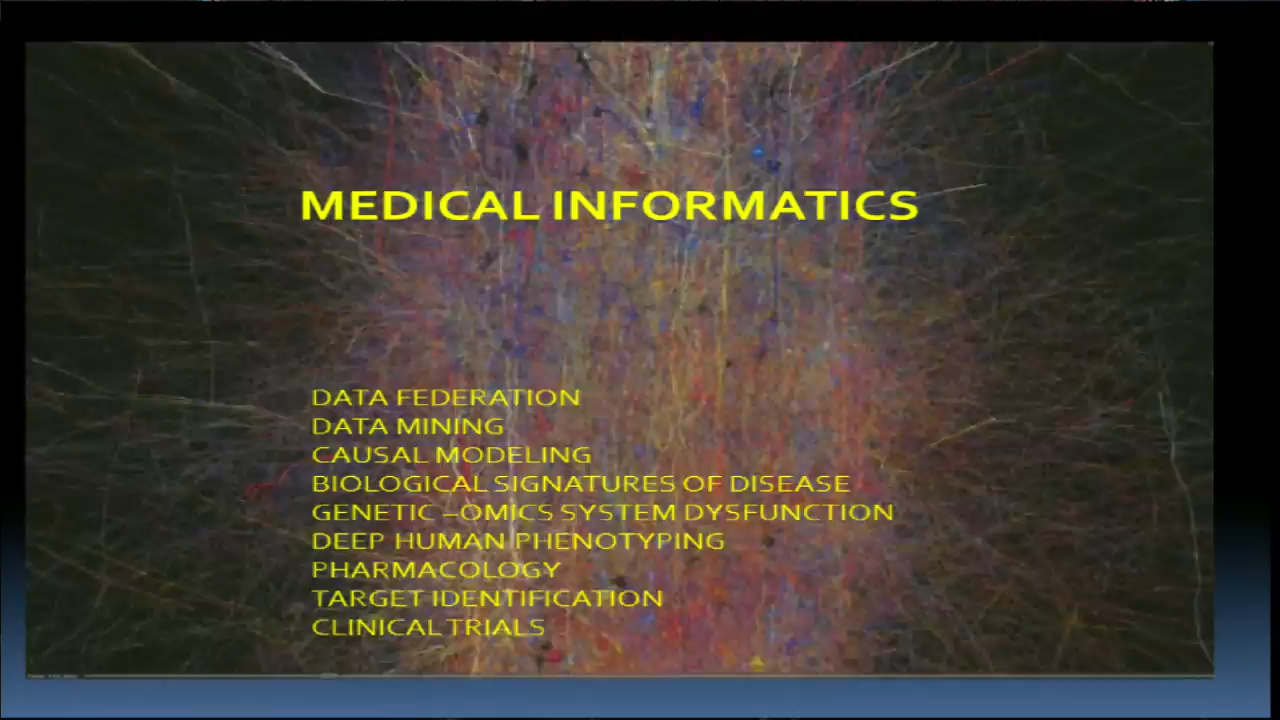 MEDICAL INFORMATICS
DATA FEDERATION
DATA MINING
CAUSAL MODELING
BIOLOGICAL SIGNATURES OF DISEASE
GENETIC –OMICS SYSTEM DYSFUNCTION
DEEP HUMAN PHENOTYPING
PHARMACOLOGY
TARGET IDENTIFICATION
CLINICAL TRIALS